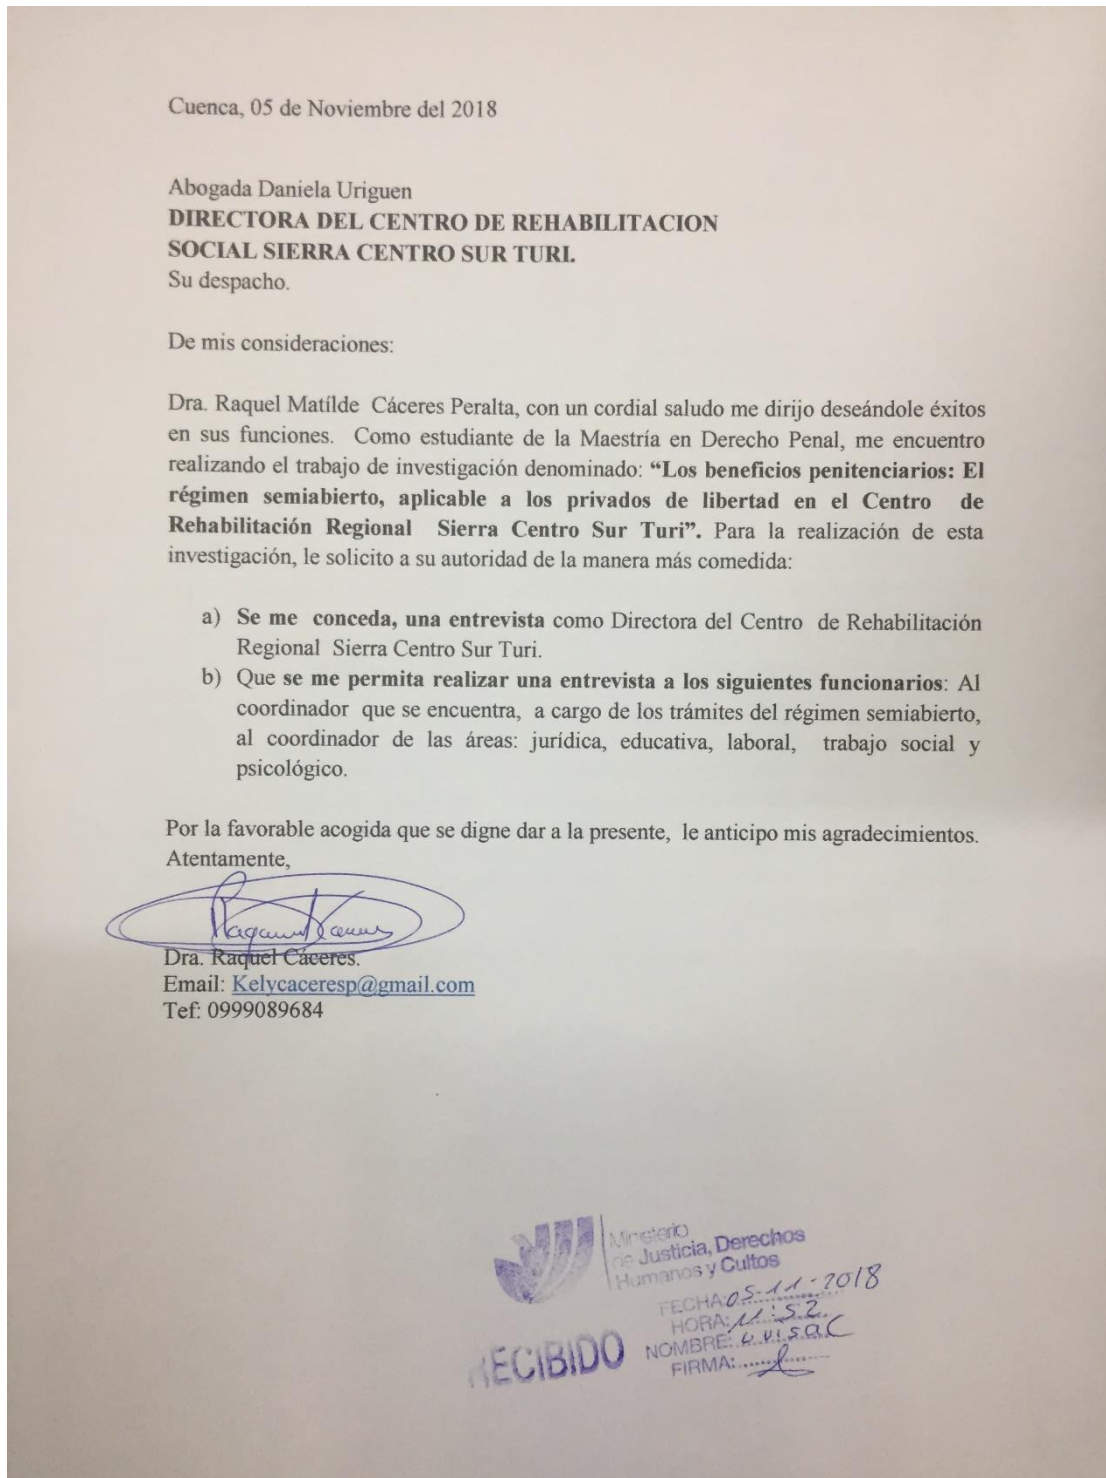 Cuenca, 05 de Noviembre del 2018
Abogada Daniela Uriguen
DIRECTORA DEL CENTRO DE REHABILITACION
SOCIAL SIERRA CENTRO SUR TURI.
Su despacho.
De mis consideraciones:
Dra. Raquel Matílde Cáceres Peralta, con un cordial saludo me dirijo deseándole éxitos
en sus funciones. Como estudiante de la Maestría en Derecho Penal, me encuentro
realizando el trabajo de investigación denominado: “Los beneficios penitenciarios: El
régimen semiabierto, aplicable a los privados de libertad en el Centro de
Rehabilitación Regional Sierra Centro Sur Turi”. Para la realización de esta
investigación, le solicito a su autoridad de la manera más comedida:
a) Se me conceda, una entrevista como Directora del Centro de Rehabilitación
Regional Sierra Centro Sur Turi.
b) Que se me permita realizar una entrevista a los siguientes funcionarios: Al
coordinador que se encuentra, a cargo de los trámites del régimen semiabierto,
al coordinador de las áreas: jurídica, educativa, laboral, trabajo social y
psicológico.
Por la favorable acogida que se digne dar a la presente, le anticipo mis agradecimientos.
Atentamente,
Dra. Raquel Cáceres.
Email: Kelycaceresp@gmail.com
Tef: 0999089684
Ministerio
de Justicia, Derechos
Humanos y Cultos
FECHA: 05-11-2018
HORA: 11:52
NOMBRE:
FIRMA:
RECIBIDO